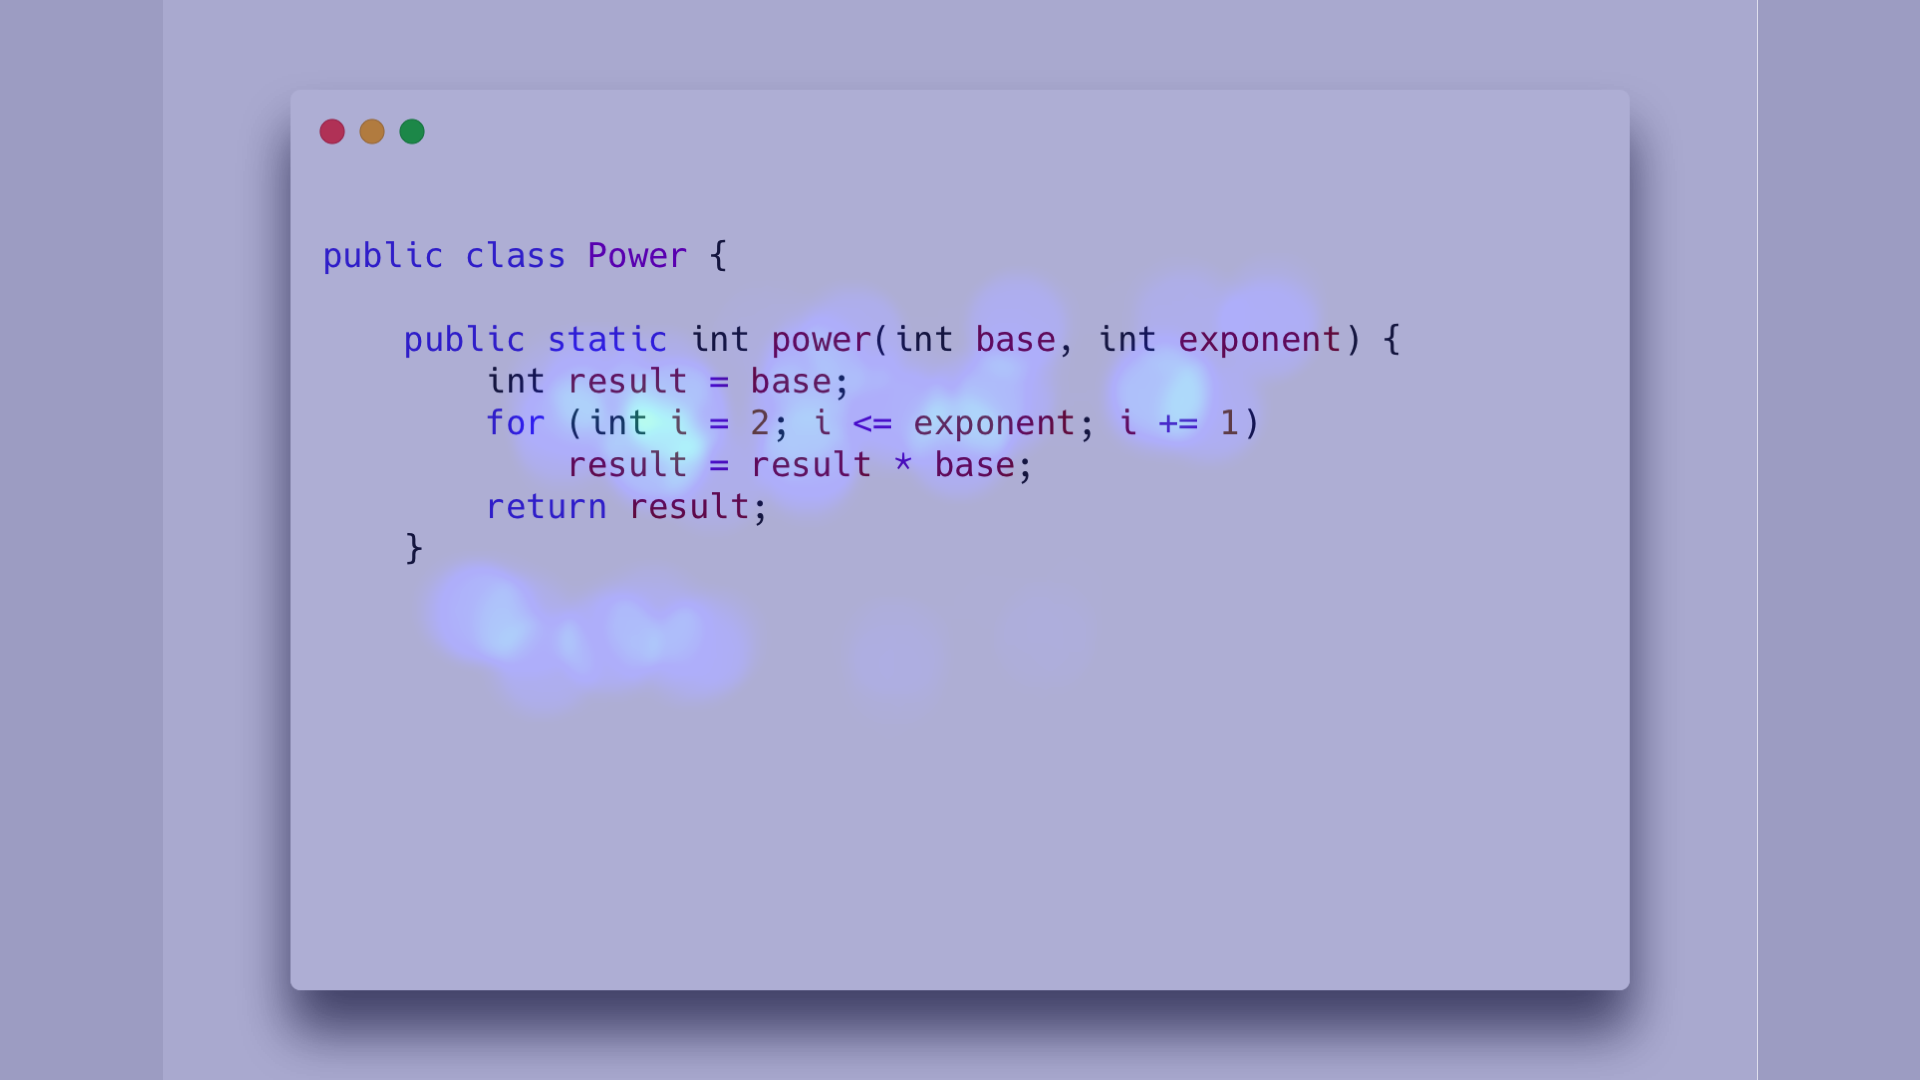 public class Power {
public static int power(int base, int exponent) {
int result = base;
for (int i = 2; i <= exponent; i += 1)
result = result * base;
return result;
}